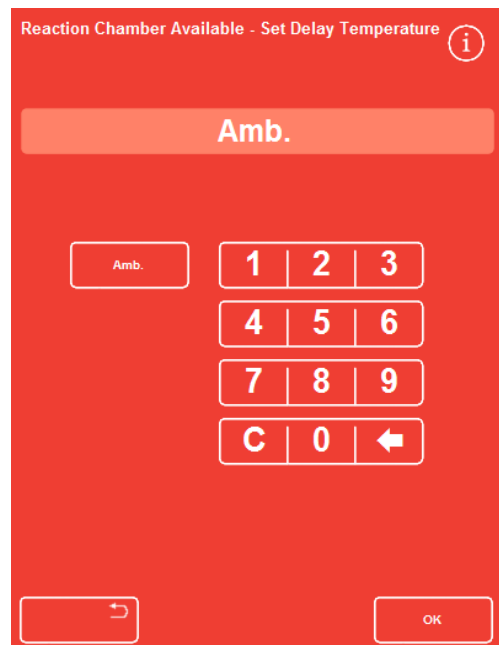 Reaction Chamber Available - Set Delay Temperature i
Amb.
Amb. 1 2 3
4 5 6
7 8 9
C 0
OK